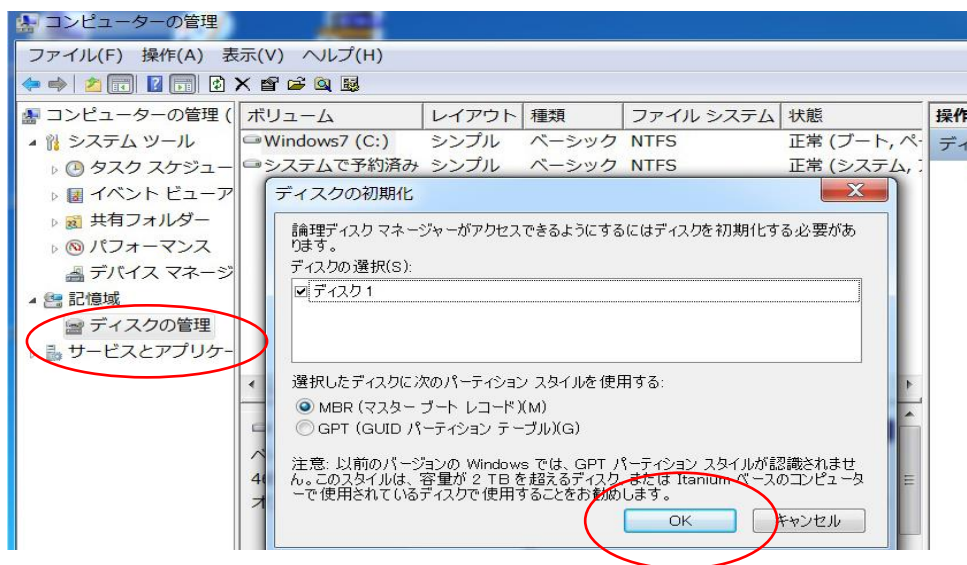 コンピューターの管理
ファイル(F) 操作(A) 表示(V) ヘルプ(H)
コンピューターの管理 (
システム ツール
タスク スケジュー
イベント ビューア
共有フォルダー
パフォーマンス
デバイス マネージ
記憶域
ディスクの管理
サービスとアプリケー
ボリューム レイアウト 種類 ファイル システム 状態
Windows7 (C:) シンプル ベーシック NTFS 正常 (ブート, ペー
システムで予約済み シンプル ベーシック NTFS 正常 (システム,
操作
ディ
ディスクの初期化
論理ディスク マネージャーがアクセスできるようにするにはディスクを初期化する必要があ
ります。
ディスクの選択(S):
ディスク 1
選択したディスクに次のパーティション スタイルを使用する:
MBR (マスター ブート レコード)(M)
GPT (GUID パーティション テーブル)(G)
注意: 以前のバージョンの Windows では、GPT パーティション スタイルが認識されませ
ん。このスタイルは、容量が 2 TB を超えるディスク、または Itanium ベースのコンピュータ
ーで使用されているディスクで使用することをお勧めします。
OK キャンセル
ベ
オ